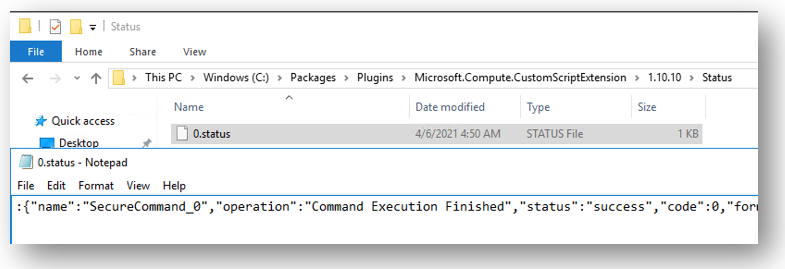 Status
File Home Share View
This PC > Windows (C:) > Packages > Plugins > Microsoft.Compute.CustomScriptExtension > 1.10.10 > Status
Name Date modified Type Size
Quick access
0.status 4/6/2021 4:50 AM STATUS File 1 KB
Desktop
0.status - Notepad
File Edit Format View Help
:{"name":"SecureCommand_0","operation":"Command Execution Finished","status":"success","code":0,"form